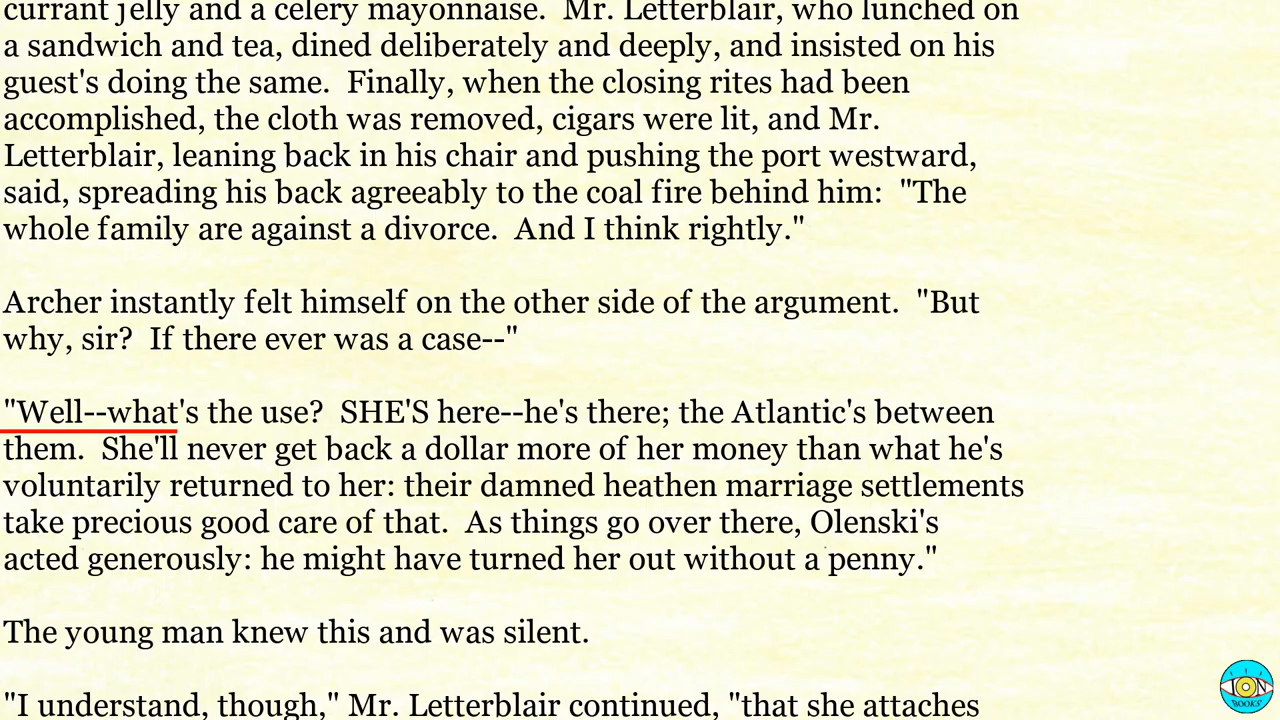 currant jelly and a celery mayonnaise.  Mr. Letterblair, who lunched on
a sandwich and tea, dined deliberately and deeply, and insisted on his
guest's doing the same.  Finally, when the closing rites had been
accomplished, the cloth was removed, cigars were lit, and Mr.
Letterblair, leaning back in his chair and pushing the port westward,
said, spreading his back agreeably to the coal fire behind him:  "The
whole family are against a divorce.  And I think rightly."
Archer instantly felt himself on the other side of the argument.  "But
why, sir?  If there ever was a case--"
"Well--what's the use?  SHE'S here--he's there; the Atlantic's between
them.  She'll never get back a dollar more of her money than what he's
voluntarily returned to her: their damned heathen marriage settlements
take precious good care of that.  As things go over there, Olenski's
acted generously: he might have turned her out without a penny."
The young man knew this and was silent.
"I understand, though," Mr. Letterblair continued, "that she attaches
ION
BOOKS